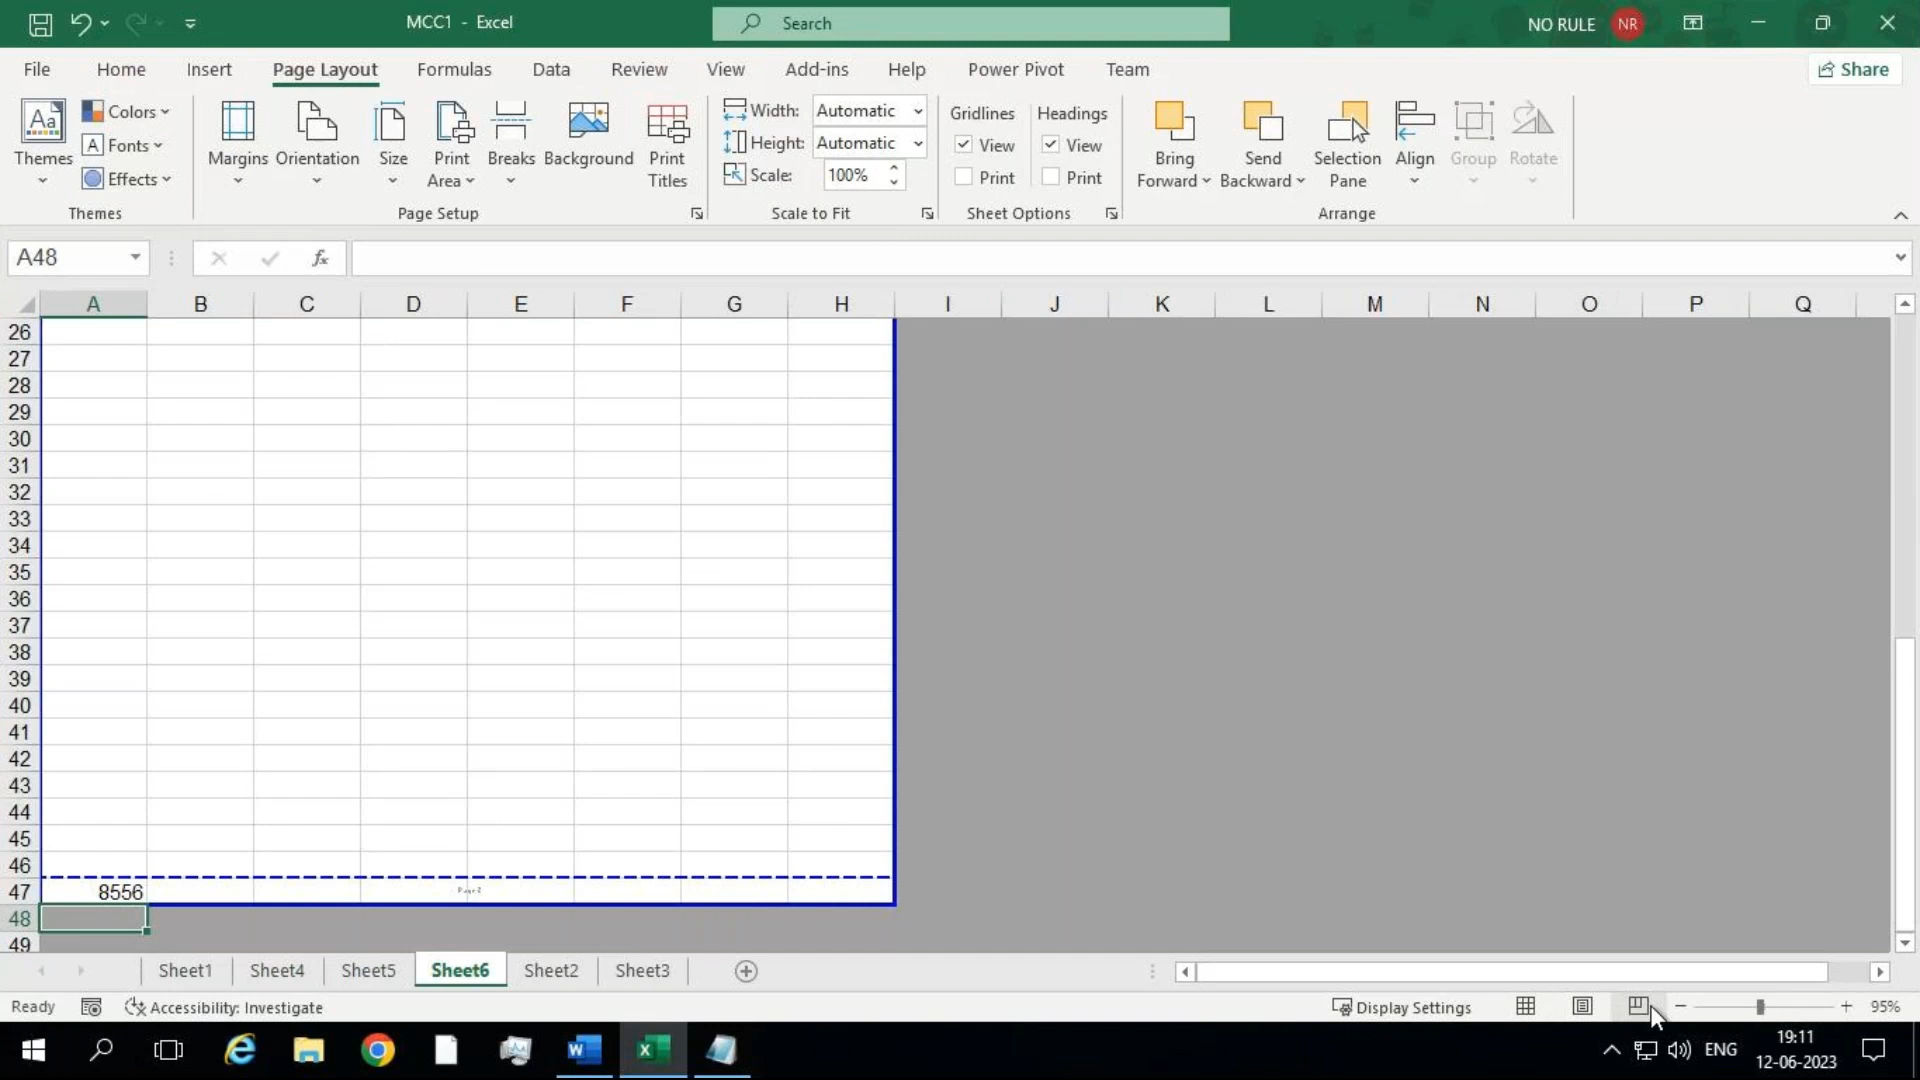 MCC1 - Excel
Search
NO RULE
NR
File Home Insert Page Layout Formulas Data Review View Add-ins Help Power Pivot Team
Share
Aa
Themes
Colors
A Fonts
Effects
Themes
Margins
Orientation
Size
Print
Area
Breaks
Background
Print
Titles
Page Setup
Width: Automatic
Height: Automatic
Scale: 100%
Scale to Fit
Gridlines
View
Print
Headings
View
Print
Sheet Options
Bring
Forward
Send
Backward
Selection
Pane
Align
Group
Rotate
Arrange
A48
fx
A B C D E F G H I J K L M N O P Q
26
27
28
29
30
31
32
33
34
35
36
37
38
39
40
41
42
43
44
45
46
47 8556 Page 2
48
49
Sheet1 Sheet4 Sheet5 Sheet6 Sheet2 Sheet3
Ready
Accessibility: Investigate
Display Settings
95%
ENG
19:11
12-06-2023